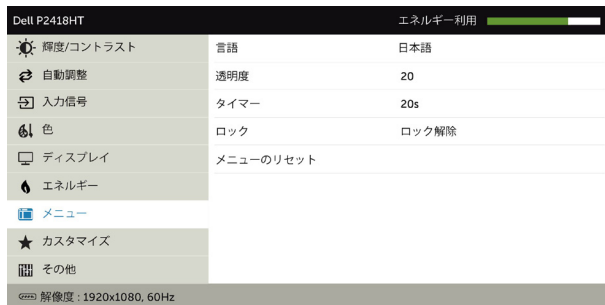 Dell P2418HT エネルギー利用
輝度/コントラスト 言語 日本語
自動調整 透明度 20
入力信号 タイマー 20s
色 ロック ロック解除
ディスプレイ メニューのリセット
エネルギー
メニュー
カスタマイズ
その他
解像度 : 1920x1080, 60Hz